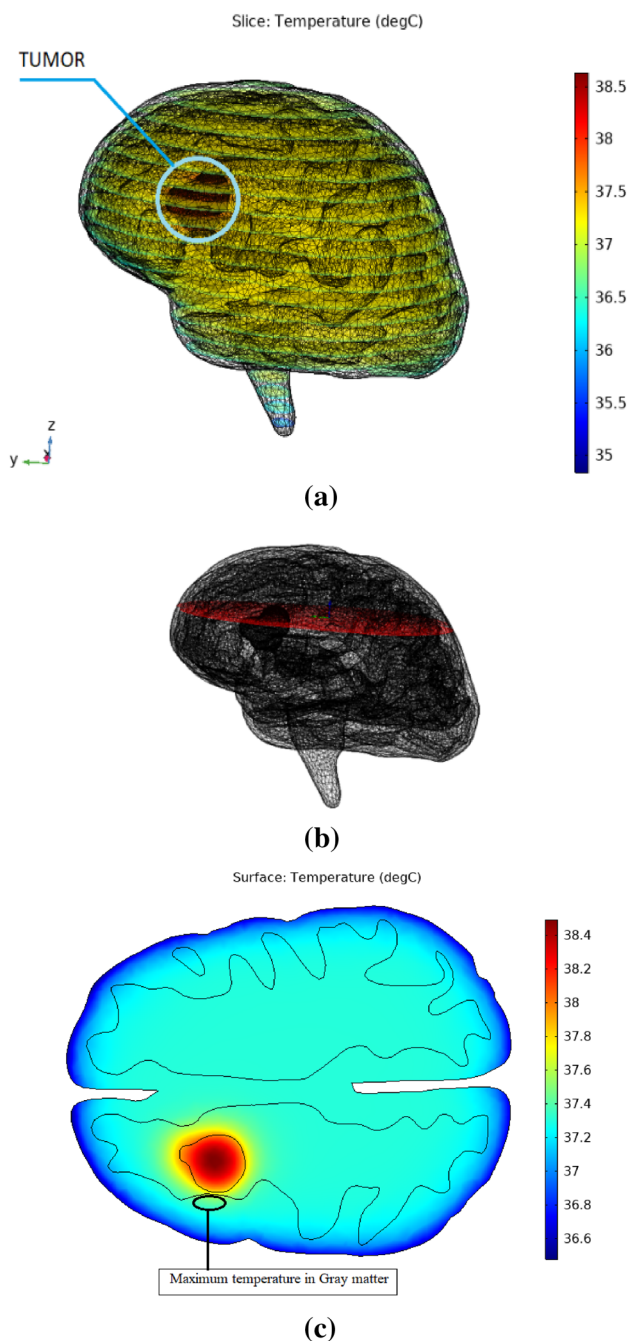 Slice: Temperature (degC)
TUMOR
38.5
38
37.5
37
36.5
36
35.5
35
z
y
x
(a)
(b)
Surface: Temperature (degC)
38.4
38.2
38
37.8
37.6
37.4
37.2
37
36.8
36.6
Maximum temperature in Gray matter
(c)